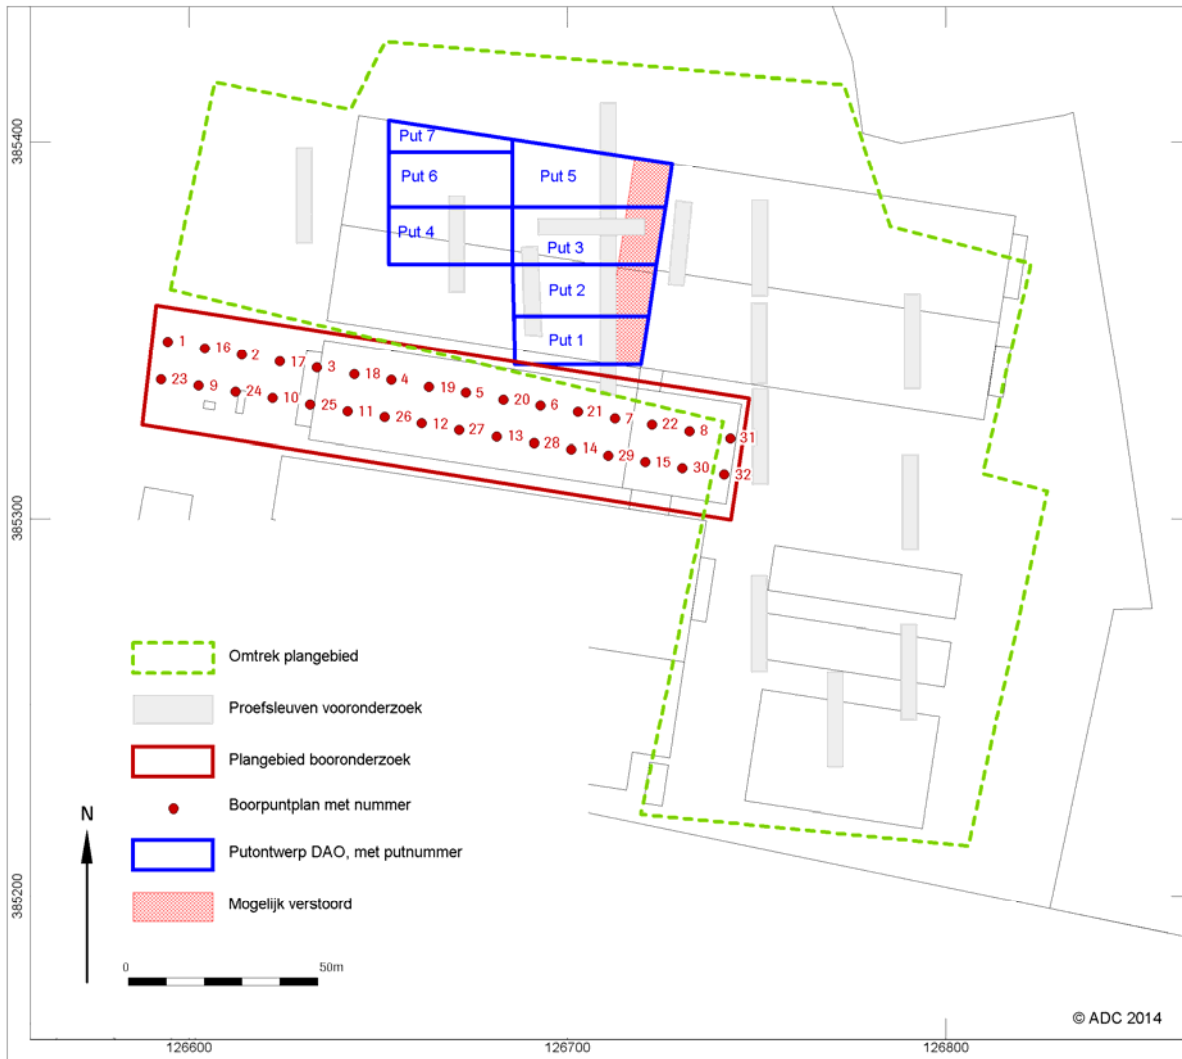 385400
385300
385200
Put 7
Put 6
Put 5
Put 4
Put 3
Put 2
Put 1
1
16
2
17
3
18
4
19
5
20
6
21
7
22
8
31
23
9
24
10
25
11
26
12
27
13
28
14
29
15
30
32
Omtrek plangebied
Proefsleuven vooronderzoek
Plangebied booronderzoek
Boorpuntplan met nummer
Putontwerp DAO, met putnummer
Mogelijk verstoord
N
0 50m
© ADC 2014
126600 126700 126800